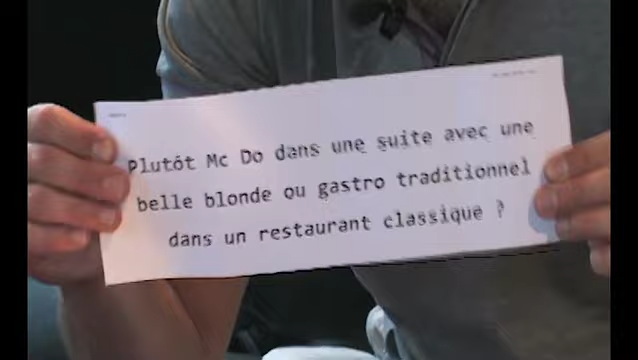 Plutôt Mc Do dans une suite avec une
belle blonde ou gastro traditionnel
dans un restaurant classique ?